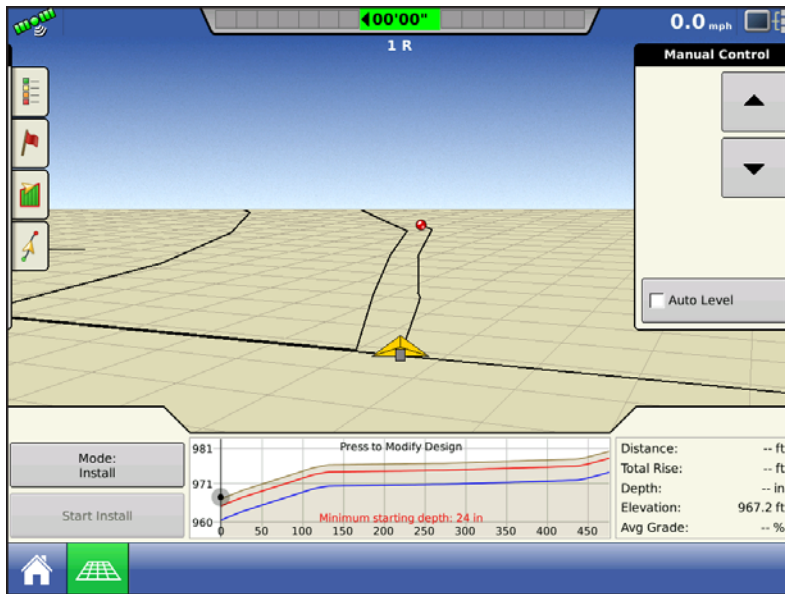 00'00"
0.0 mph
1 R
Manual Control
Auto Level
Mode:
Install
Start Install
Press to Modify Design
981
971
960
Minimum starting depth: 24 in
0 50 100 150 200 250 300 350 400 450
Distance: -- ft
Total Rise: -- ft
Depth: -- in
Elevation: 967.2 ft
Avg Grade: -- %